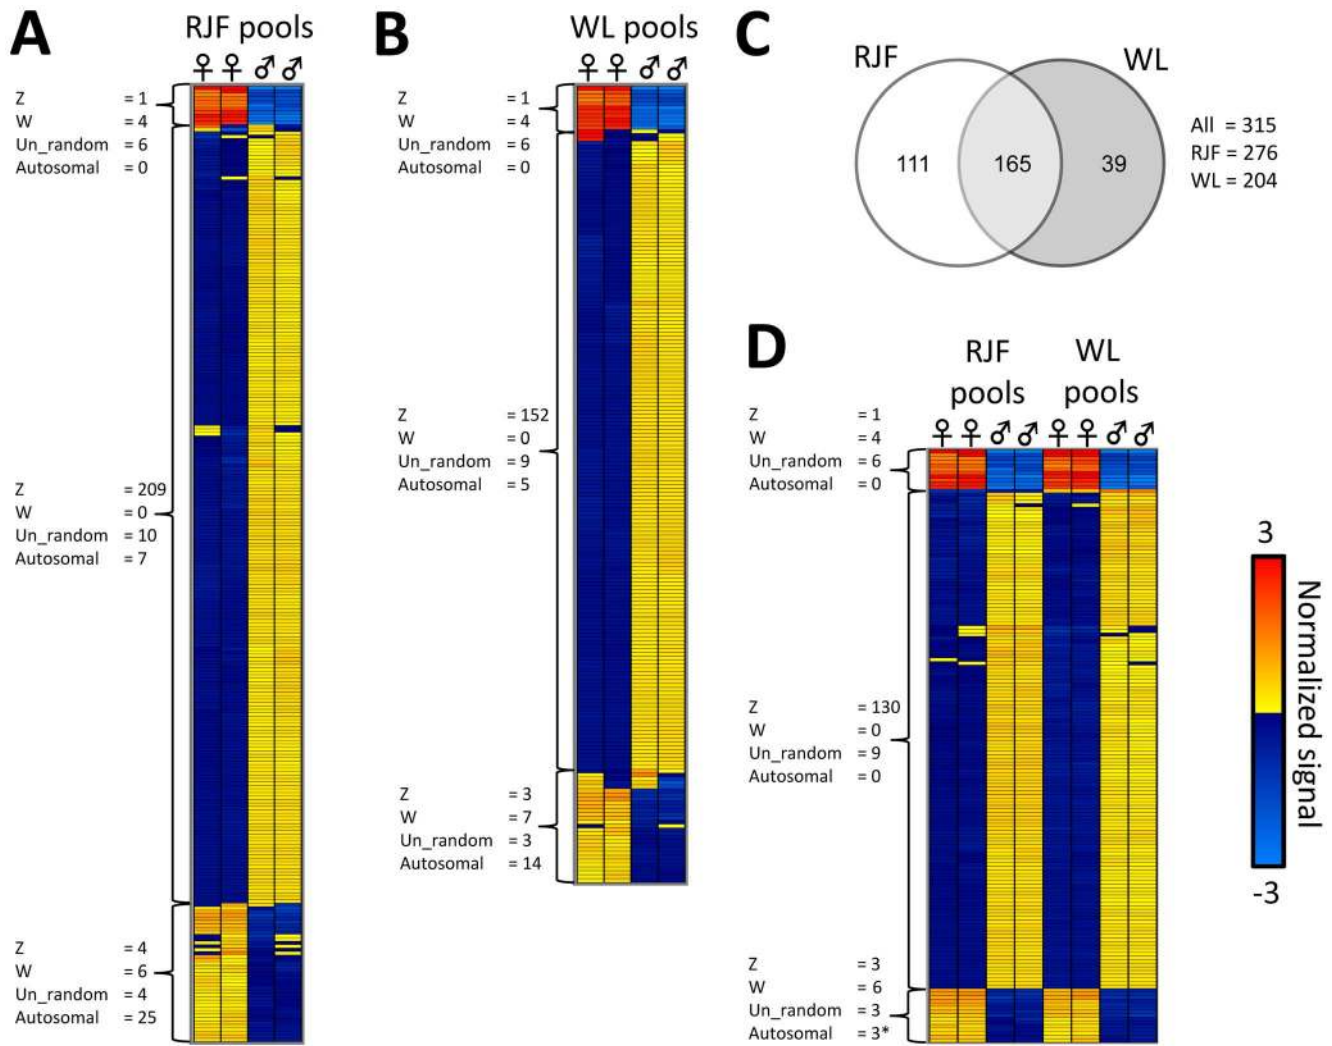 A
RJF pools
♀ ♀ ♂ ♂
Z = 1
W = 4
Un_random = 6
Autosomal = 0
Z = 209
W = 0
Un_random = 10
Autosomal = 7
Z = 4
W = 6
Un_random = 4
Autosomal = 25
B
WL pools
♀ ♀ ♂ ♂
Z = 1
W = 4
Un_random = 6
Autosomal = 0
Z = 152
W = 0
Un_random = 9
Autosomal = 5
Z = 3
W = 7
Un_random = 3
Autosomal = 14
C
RJF WL
111 165 39
All = 315
RJF = 276
WL = 204
D
RJF WL
pools pools
♀ ♀ ♂ ♂ ♀ ♀ ♂ ♂
Z = 1
W = 4
Un_random = 6
Autosomal = 0
Z = 130
W = 0
Un_random = 9
Autosomal = 0
Z = 3
W = 6
Un_random = 3
Autosomal = 3*
3
Normalized signal
-3